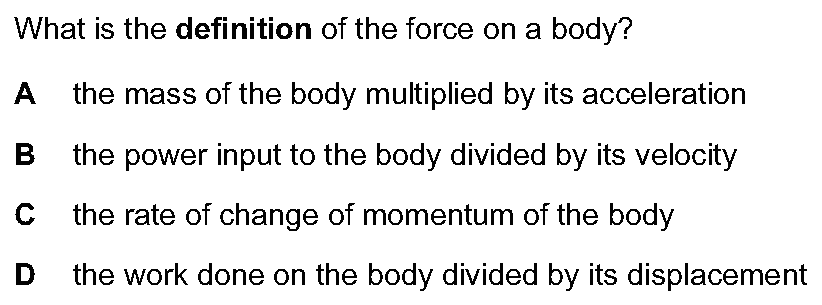 What is the definition of the force on a body?
A the mass of the body multiplied by its acceleration
B the power input to the body divided by its velocity
C the rate of change of momentum of the body
D the work done on the body divided by its displacement